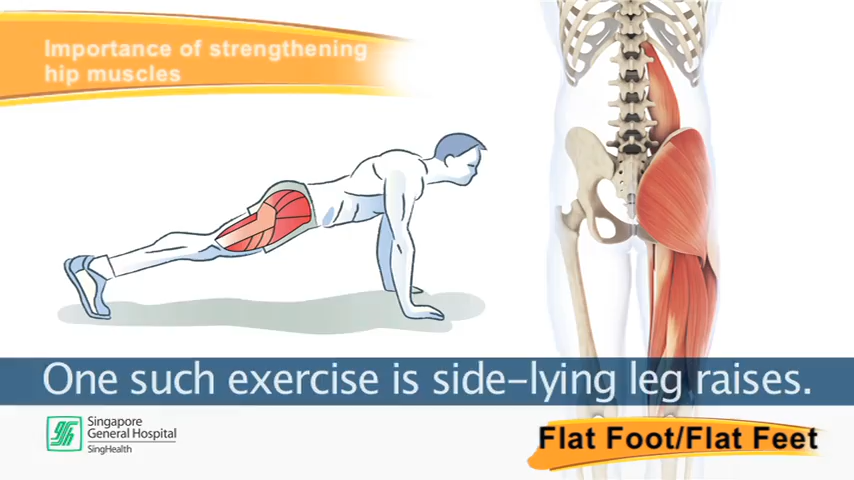 Importance of strengthening
hip muscles
One such exercise is side-lying leg raises.
Singapore
General Hospital
SingHealth
Flat Foot/Flat Feet